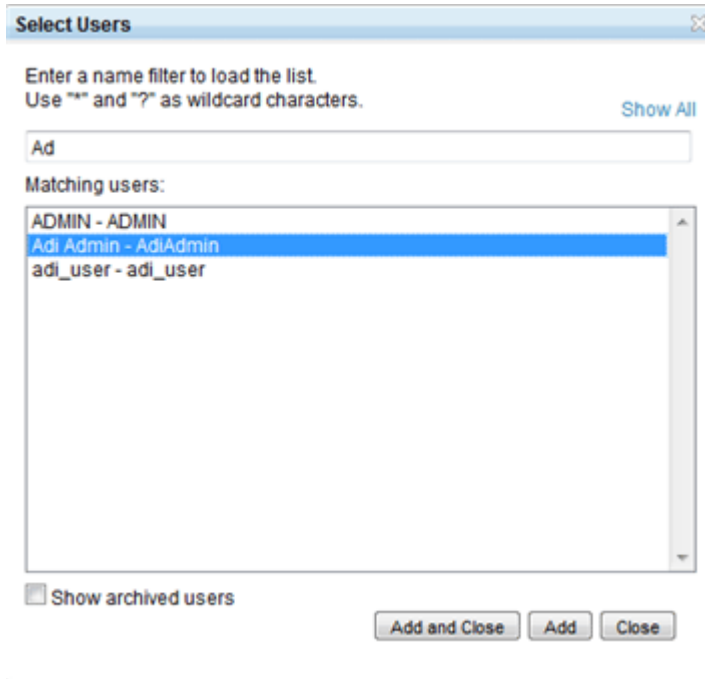 Select Users
Enter a name filter to load the list.
Use "*" and "?" as wildcard characters.
Show All
Ad
Matching users:
ADMIN - ADMIN
Adi Admin - AdiAdmin
adi_user - adi_user
Show archived users
Add and Close Add Close